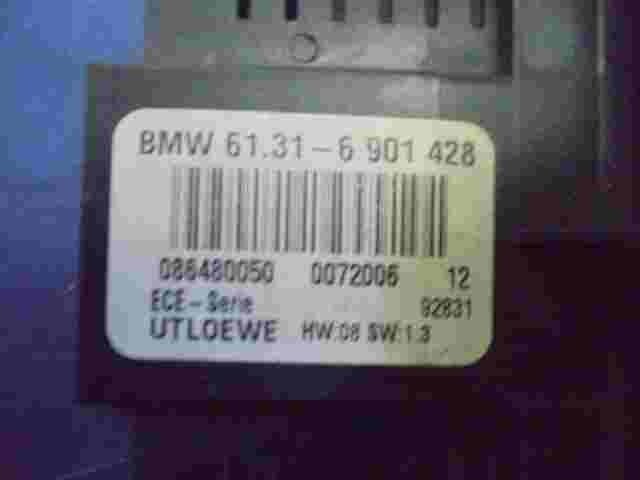 BMW 61.31-6 901 428
086480050 0072006 12
ECE-Serie 92831
UTLOEWE HW:08 SW:1.3